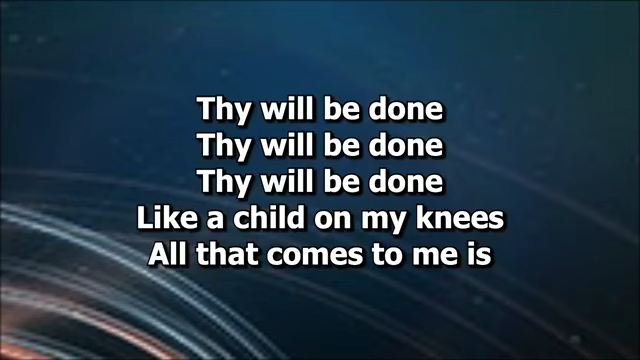 Thy will be done
Thy will be done
Thy will be done
Like a child on my knees
All that comes to me is